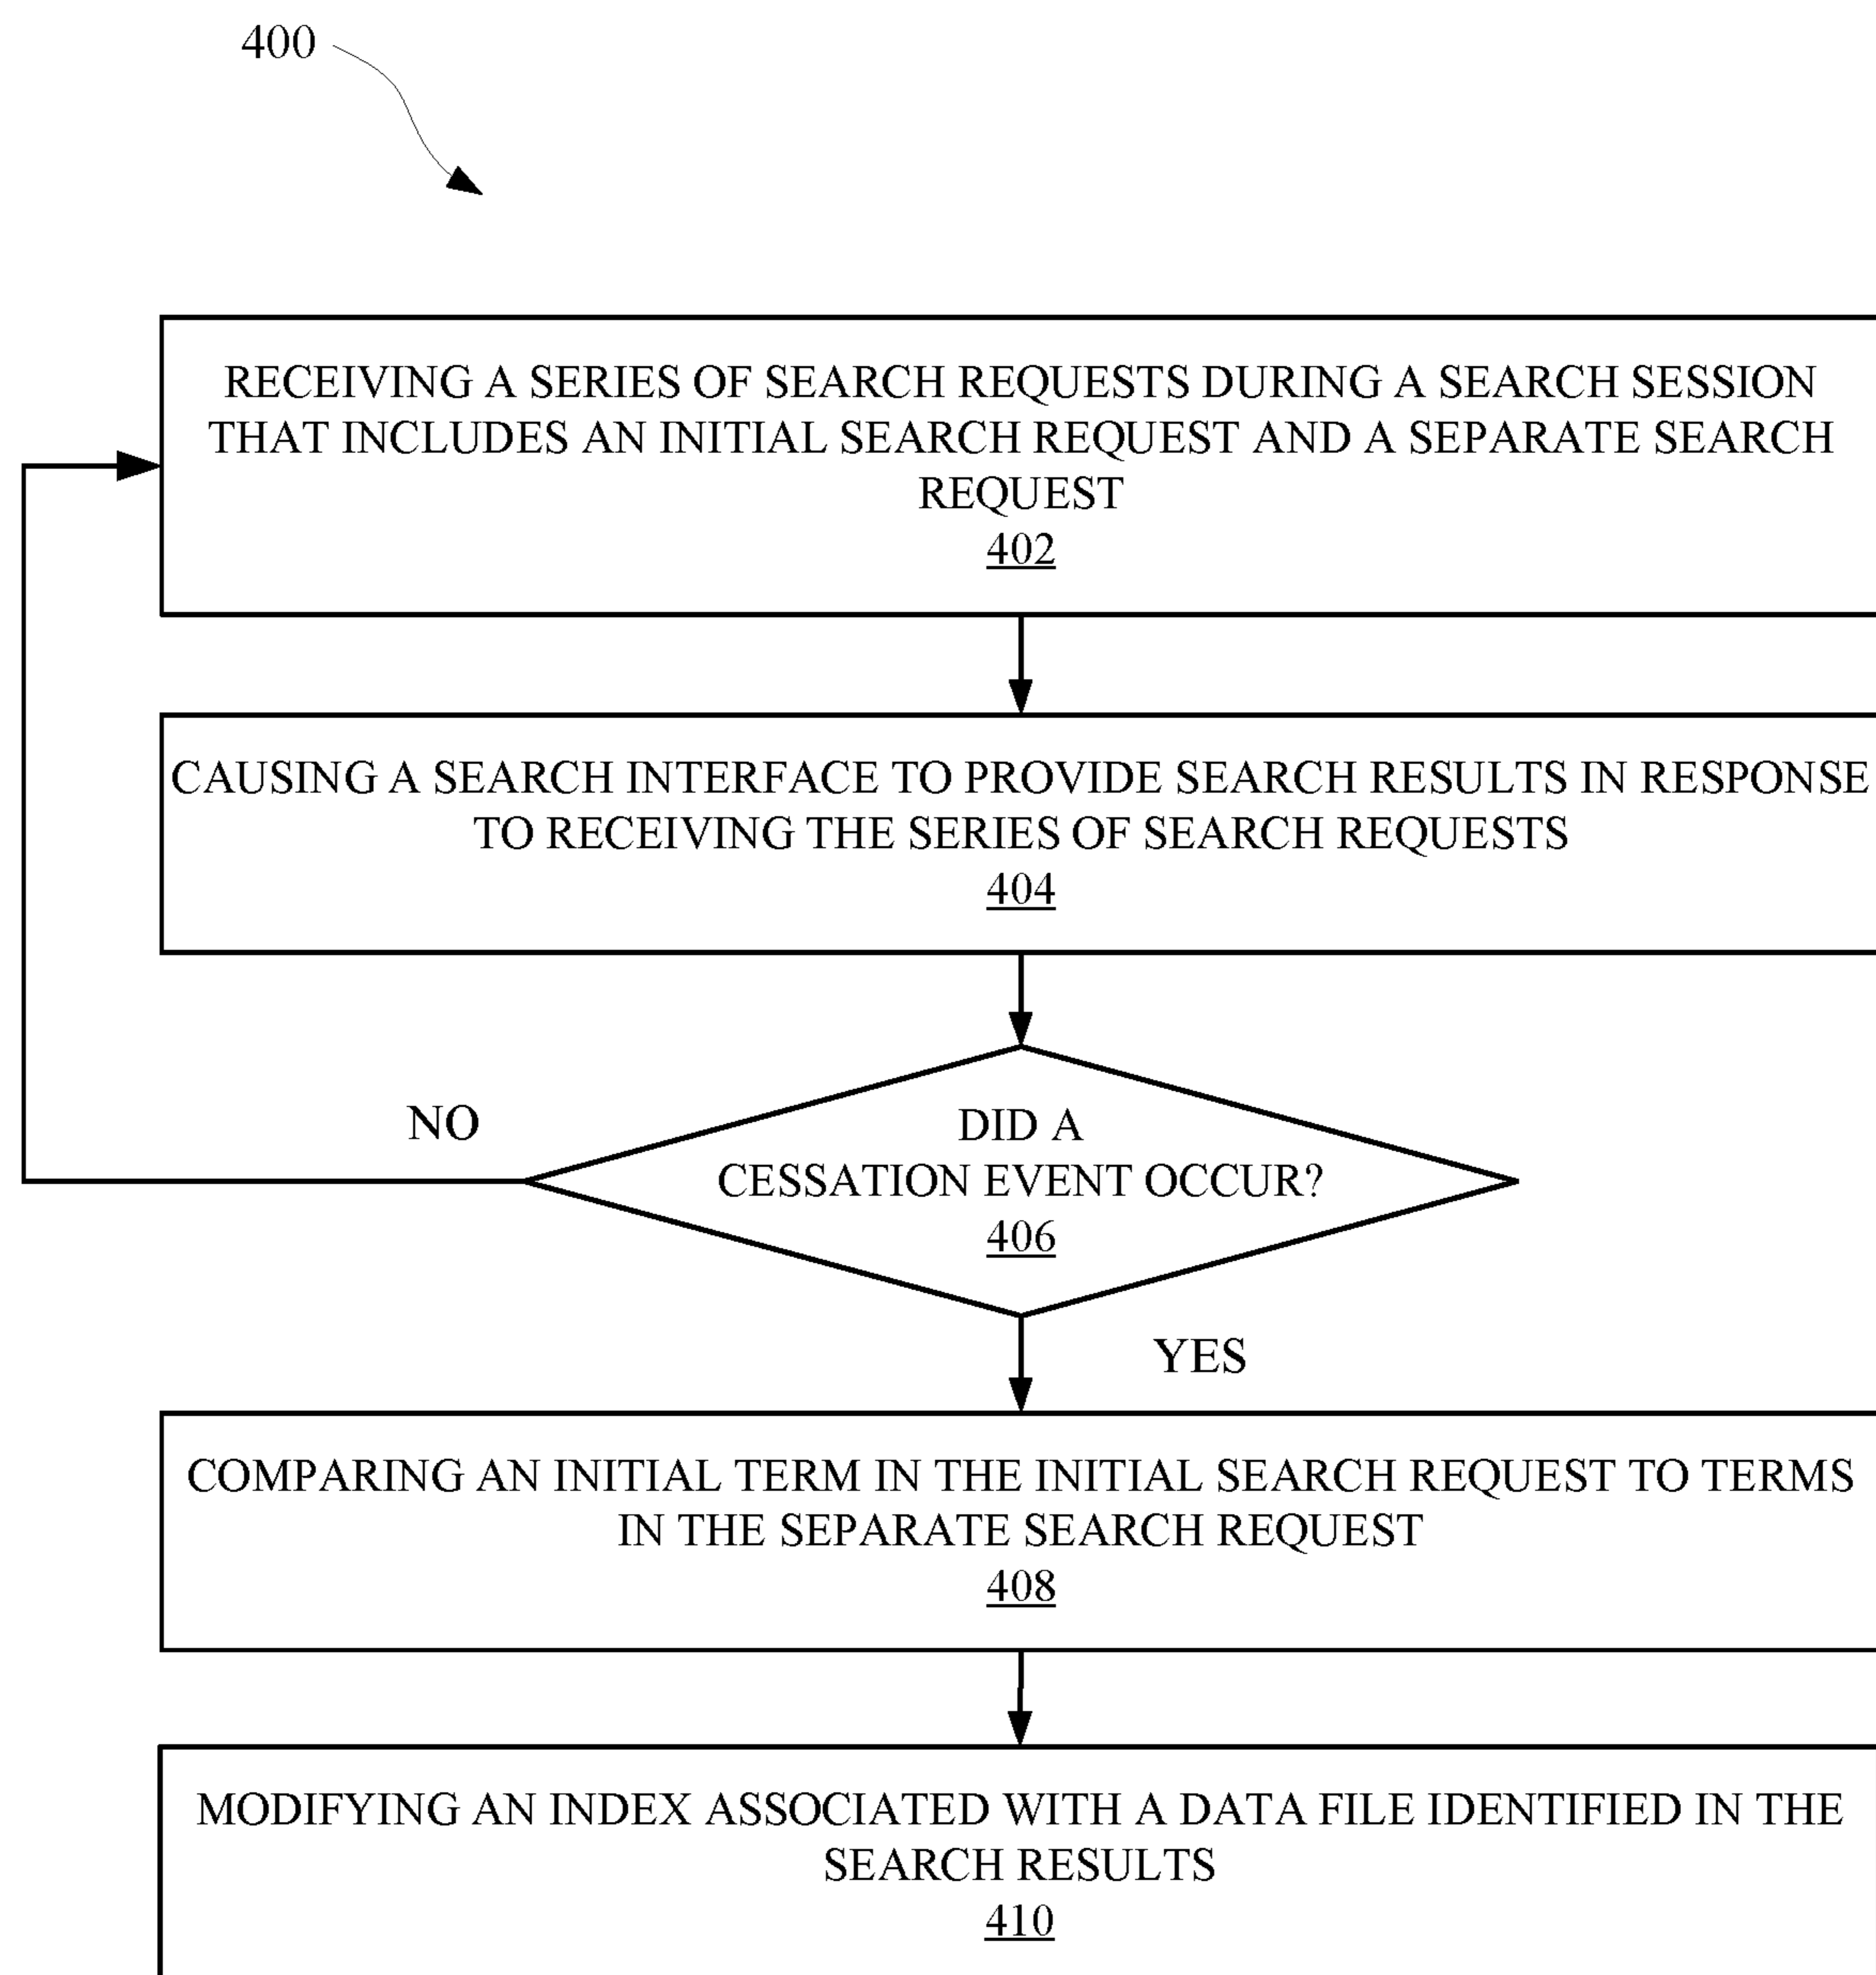 400
RECEIVING A SERIES OF SEARCH REQUESTS DURING A SEARCH SESSION
THAT INCLUDES AN INITIAL SEARCH REQUEST AND A SEPARATE SEARCH
REQUEST
402
CAUSING A SEARCH INTERFACE TO PROVIDE SEARCH RESULTS IN RESPONSE
TO RECEIVING THE SERIES OF SEARCH REQUESTS
404
NO
DID A
CESSATION EVENT OCCUR?
406
YES
COMPARING AN INITIAL TERM IN THE INITIAL SEARCH REQUEST TO TERMS
IN THE SEPARATE SEARCH REQUEST
408
MODIFYING AN INDEX ASSOCIATED WITH A DATA FILE IDENTIFIED IN THE
SEARCH RESULTS
410